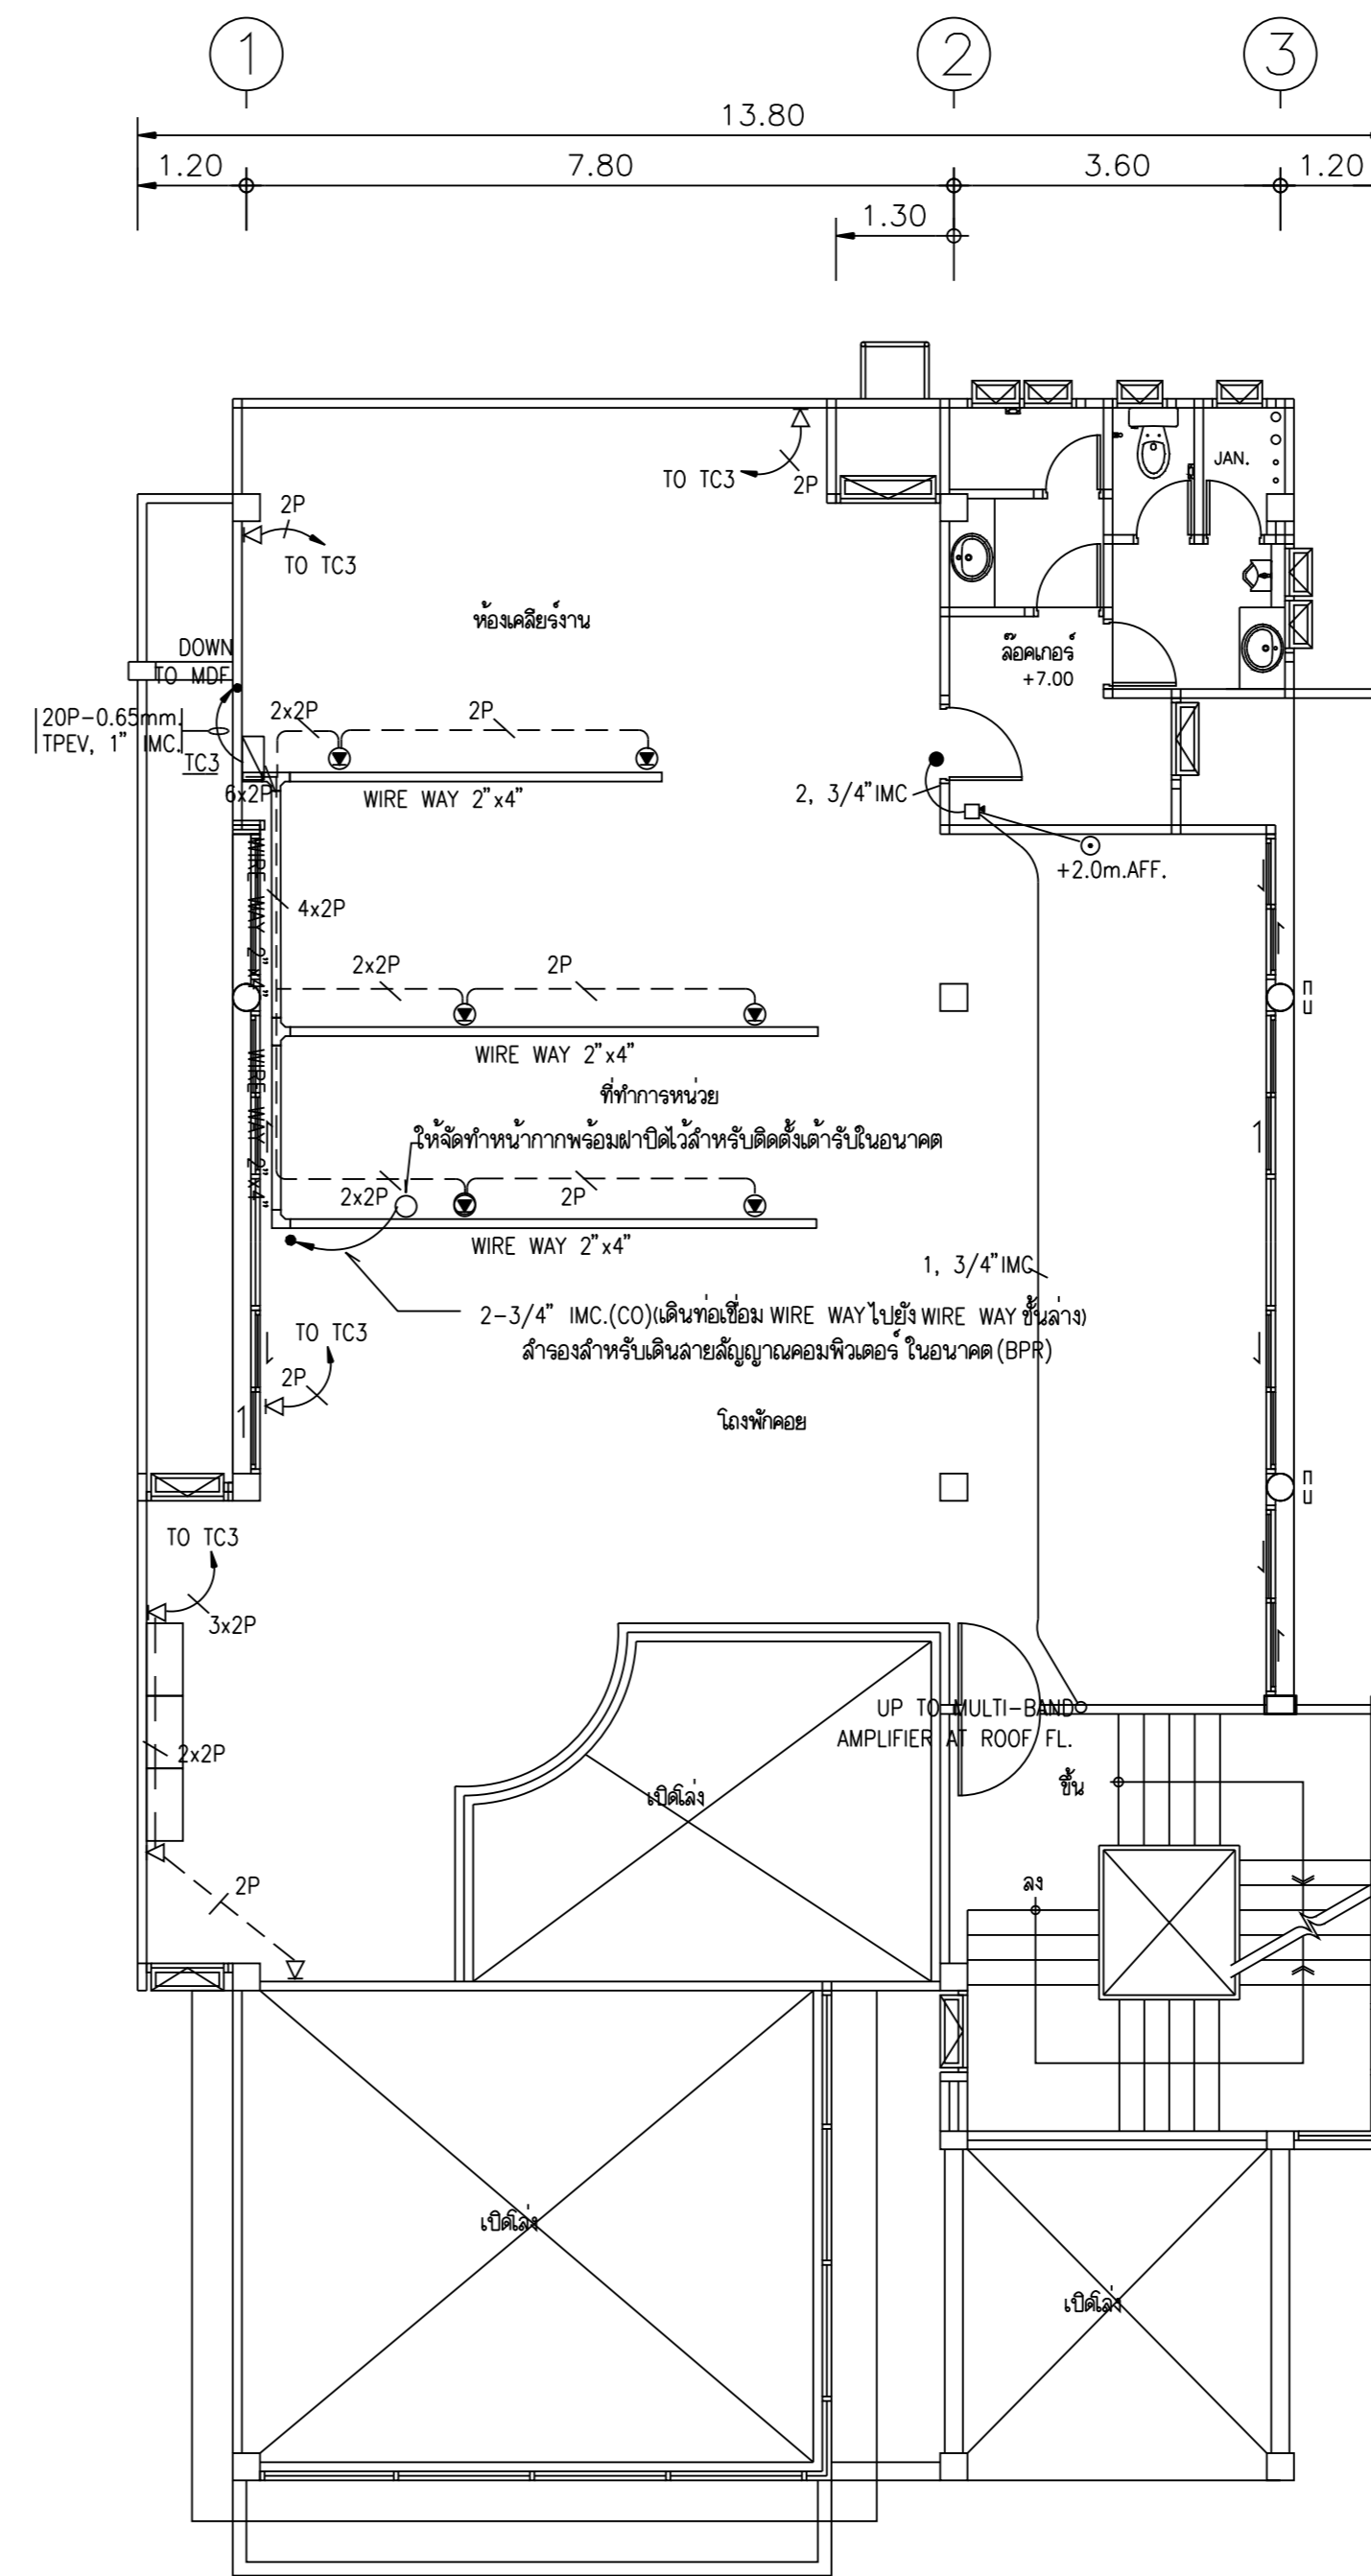 1
2
3
13.80
1.20
7.80
3.60
1.20
1.30
TO TC3
2P
JAN.
2P
TO TC3
ห้องเคลียร์งาน
ล๊อคเกอร์
+7.00
DOWN
TO MDF
20P-0.65mm.
TPEV, 1" IMC.
TC3
2x2P
2P
6x2P
WIRE WAY 2"x4"
2, 3/4"IMC
+2.0m.AFF.
WIRE WAY 2"x4"
4x2P
2x2P
2P
WIRE WAY 2"x4"
WIRE WAY 2"x4"
ที่ทำการหน่วย
ให้จัดทำหน้ากากพร้อมฝาปิดไว้สำหรับติดตั้งเต้ารับในอนาคต
2x2P
2P
WIRE WAY 2"x4"
1, 3/4"IMC
2-3/4" IMC.(CO)(เดินท่อเชื่อม WIRE WAY ไปยัง WIRE WAY ชั้นล่าง)
สำรองสำหรับเดินสายสัญญาณคอมพิวเตอร์ ในอนาคต (BPR)
TO TC3
2P
โถงพักคอย
TO TC3
3x2P
UP TO MULTI-BAND
AMPLIFIER AT ROOF FL.
2x2P
ขึ้น
เปิดโล่ง
2P
ลง
เปิดโล่ง
เปิดโล่ง